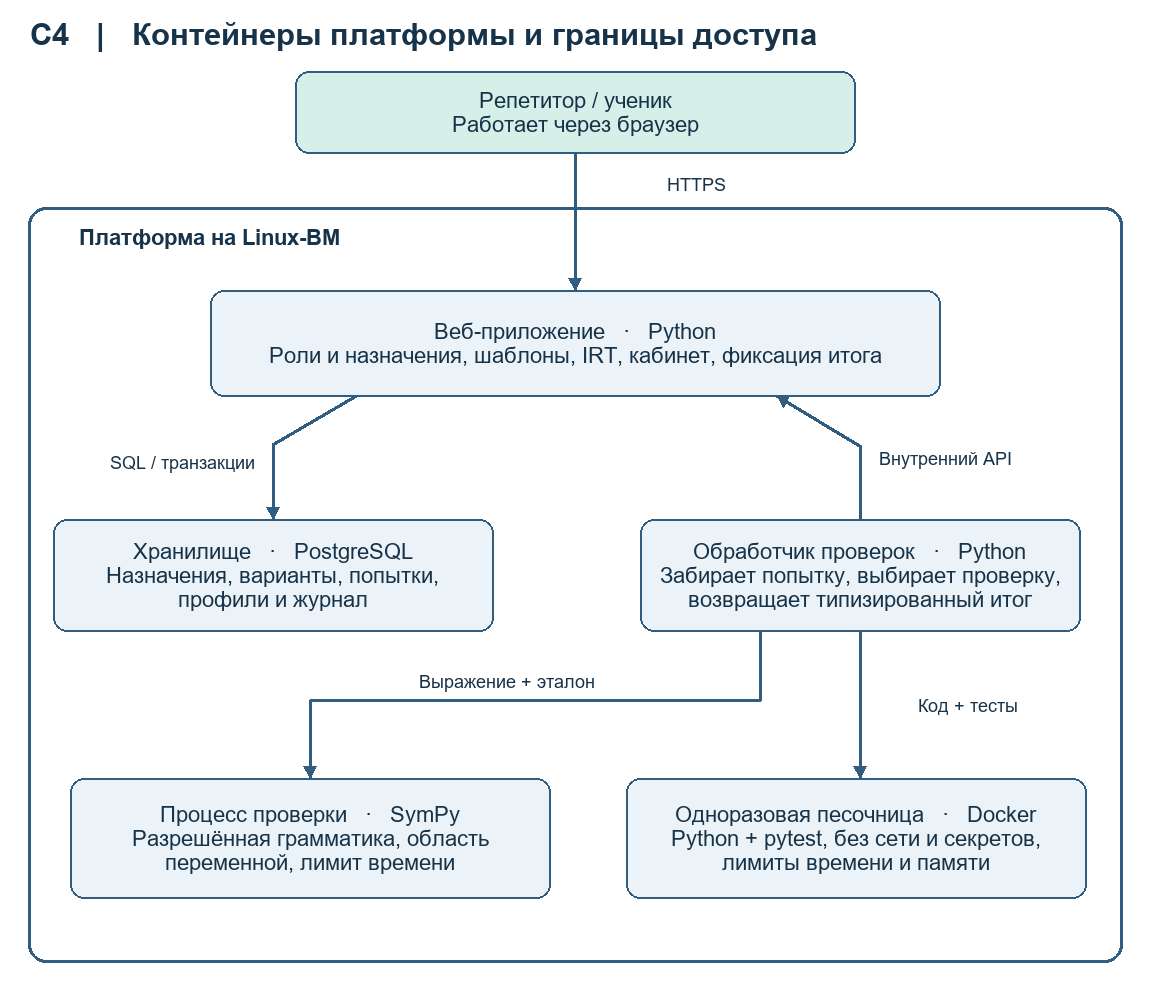 C4 | Контейнеры платформы и границы доступа
Репетитор / ученик
Работает через браузер
HTTPS
Платформа на Linux-ВМ
Веб-приложение · Python
Роли и назначения, шаблоны, IRT, кабинет, фиксация итога
SQL / транзакции
Внутренний API
Хранилище · PostgreSQL
Назначения, варианты, попытки,
профили и журнал
Обработчик проверок · Python
Забирает попытку, выбирает проверку,
возвращает типизированный итог
Выражение + эталон
Код + тесты
Процесс проверки · SymPy
Разрешённая грамматика, область
переменной, лимит времени
Одноразовая песочница · Docker
Python + pytest, без сети и секретов,
лимиты времени и памяти